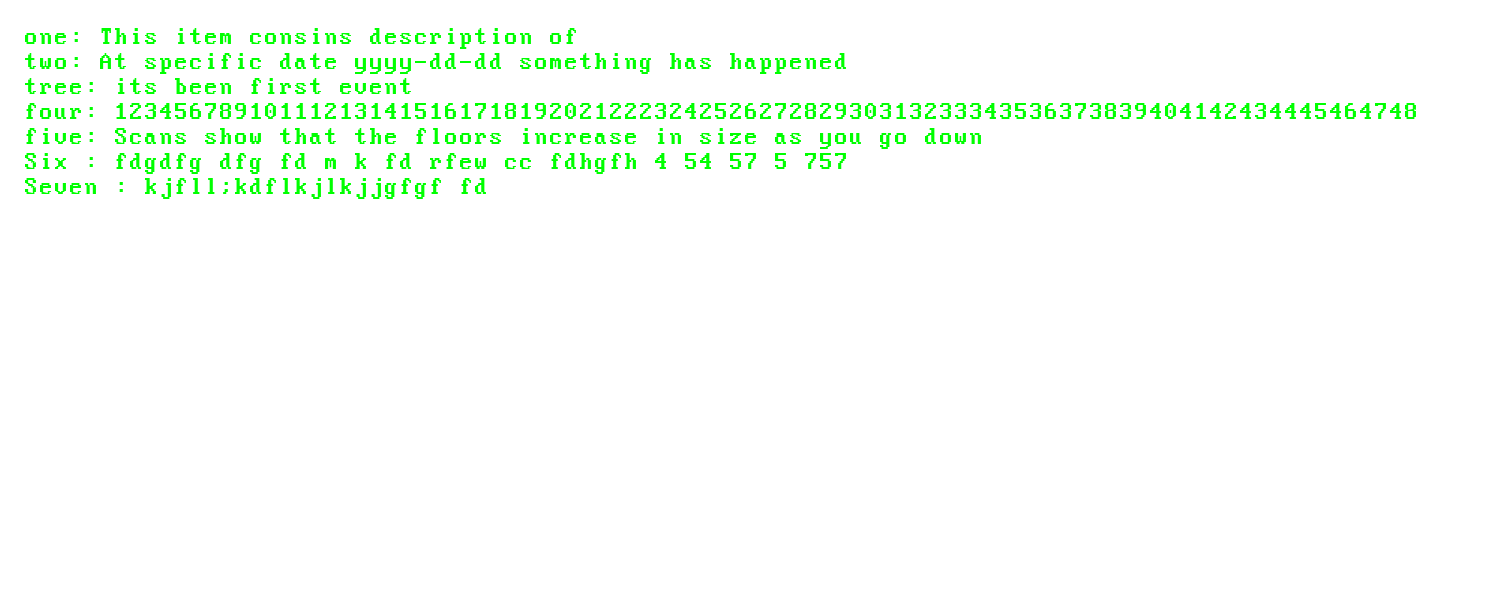 one: This item consins description of
two: At specific date yyyy-dd-dd something has happened
tree: its been first event
four: 123456789101112131415161718192021222324252627282930313233343536373839404142434445464748
five: Scans show that the floors increase in size as you go down
Six : fdgdfg dfg fd m k fd rfew cc fdhgfh 4 54 57 5 757
Seven : kjfll;kdflkjlkjjgfgf fd